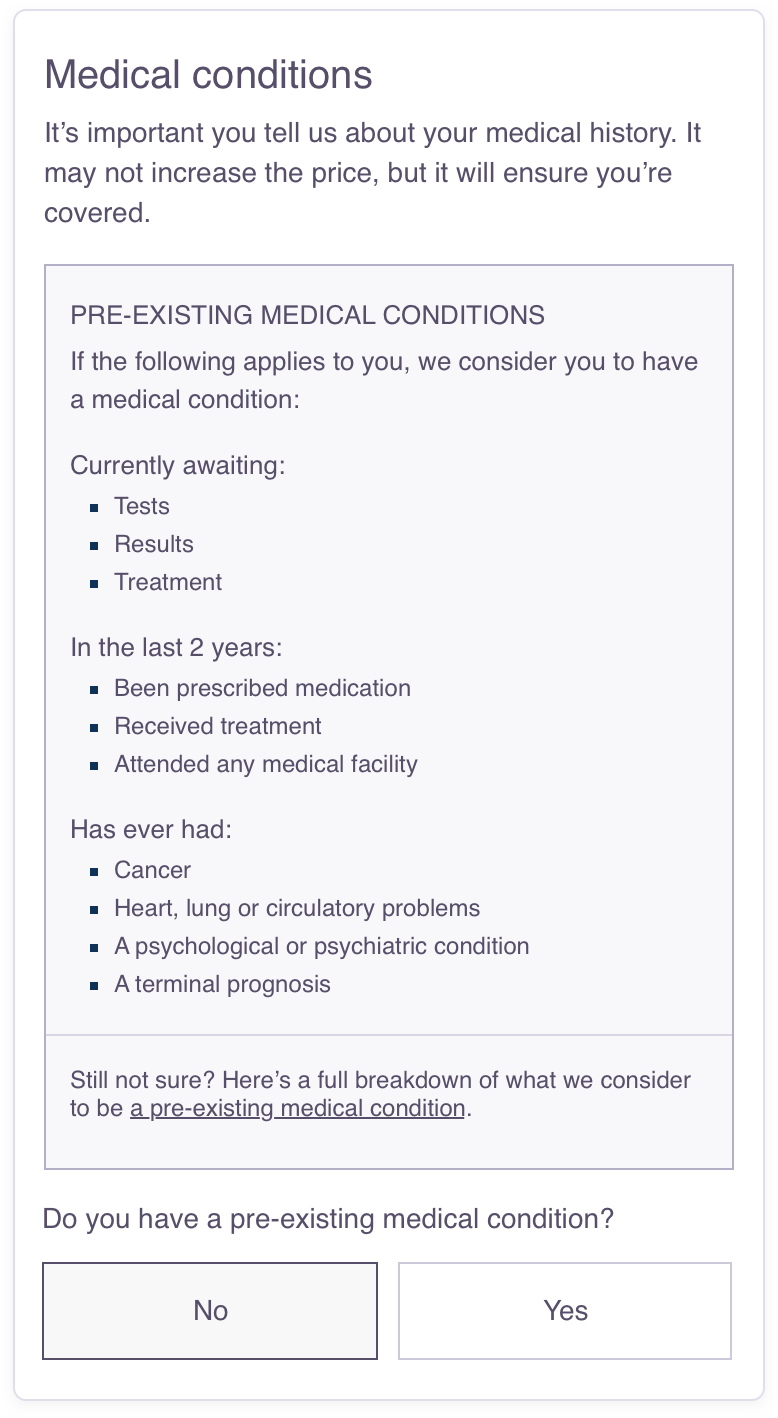 Medical conditions
It’s important you tell us about your medical history. It
may not increase the price, but it will ensure you’re
covered.
PRE-EXISTING MEDICAL CONDITIONS
If the following applies to you, we consider you to have
a medical condition:
Currently awaiting:
Tests
Results
Treatment
In the last 2 years:
Been prescribed medication
Received treatment
Attended any medical facility
Has ever had:
Cancer
Heart, lung or circulatory problems
A psychological or psychiatric condition
A terminal prognosis
Still not sure? Here’s a full breakdown of what we consider
to be a pre-existing medical condition.
Do you have a pre-existing medical condition?
No
Yes